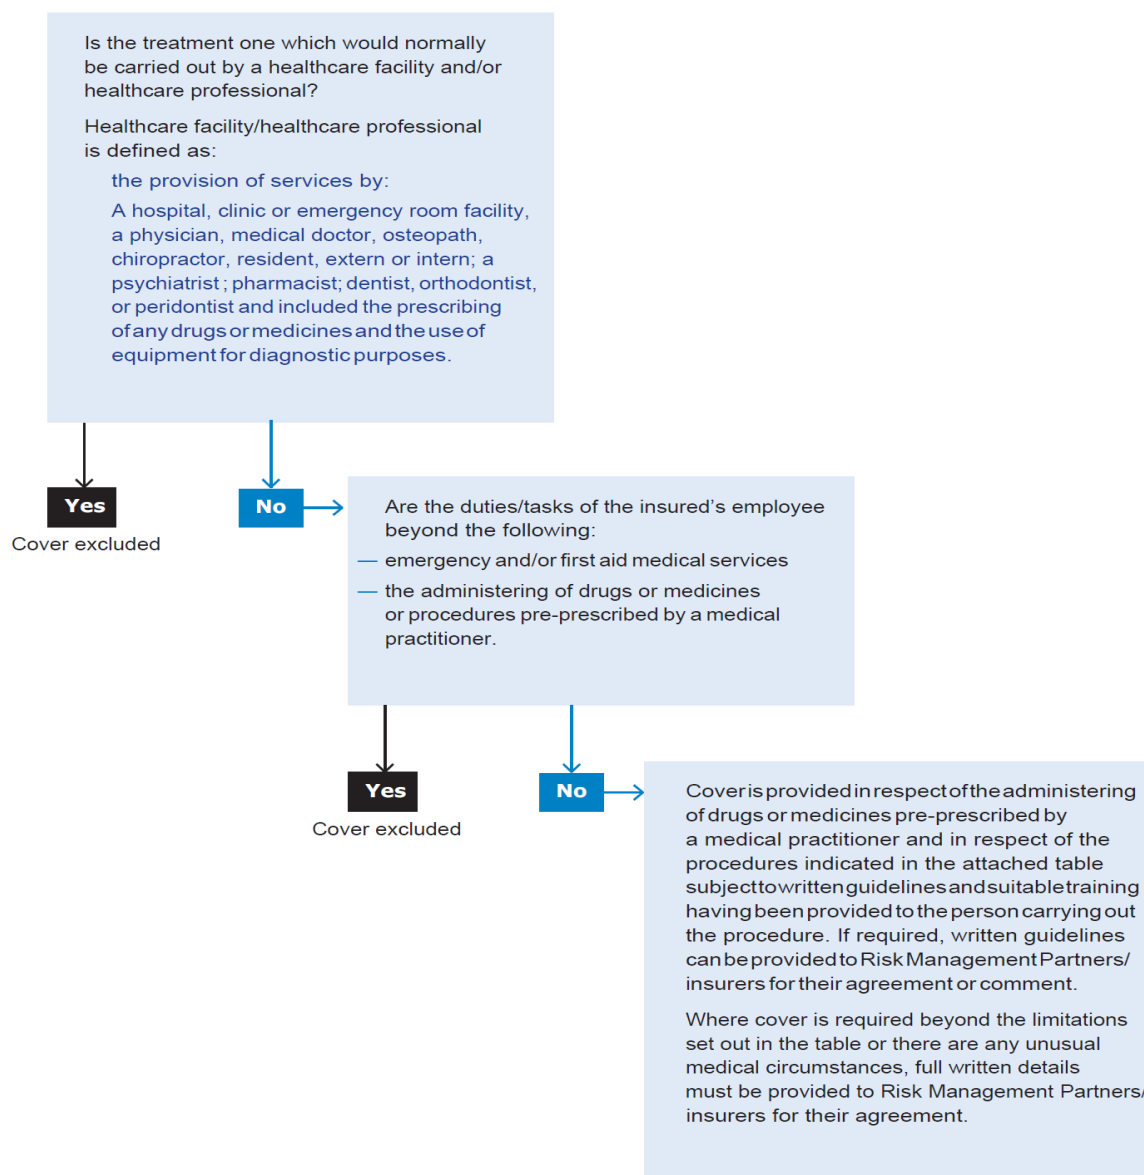 Is the treatment one which would normally
be carried out by a healthcare facility and/or
healthcare professional?
Healthcare facility/healthcare professional
is defined as:
the provision of services by:
A hospital, clinic or emergency room facility,
a physician, medical doctor, osteopath,
chiropractor, resident, extern or intern; a
psychiatrist; pharmacist; dentist, orthodontist,
or peridontist and included the prescribing
of any drugs or medicines and the use of
equipment for diagnostic purposes.
Yes
Cover excluded
No
Are the duties/tasks of the insured's employee
beyond the following:
— emergency and/or first aid medical services
— the administering of drugs or medicines
or procedures pre-prescribed by a medical
practitioner.
Yes
Cover excluded
No
Cover is provided in respect of the administering
of drugs or medicines pre-prescribed by
a medical practitioner and in respect of the
procedures indicated in the attached table
subject to written guidelines and suitable training
having been provided to the person carrying out
the procedure. If required, written guidelines
can be provided to Risk Management Partners/
insurers for their agreement or comment.
Where cover is required beyond the limitations
set out in the table or there are any unusual
medical circumstances, full written details
must be provided to Risk Management Partners/
insurers for their agreement.